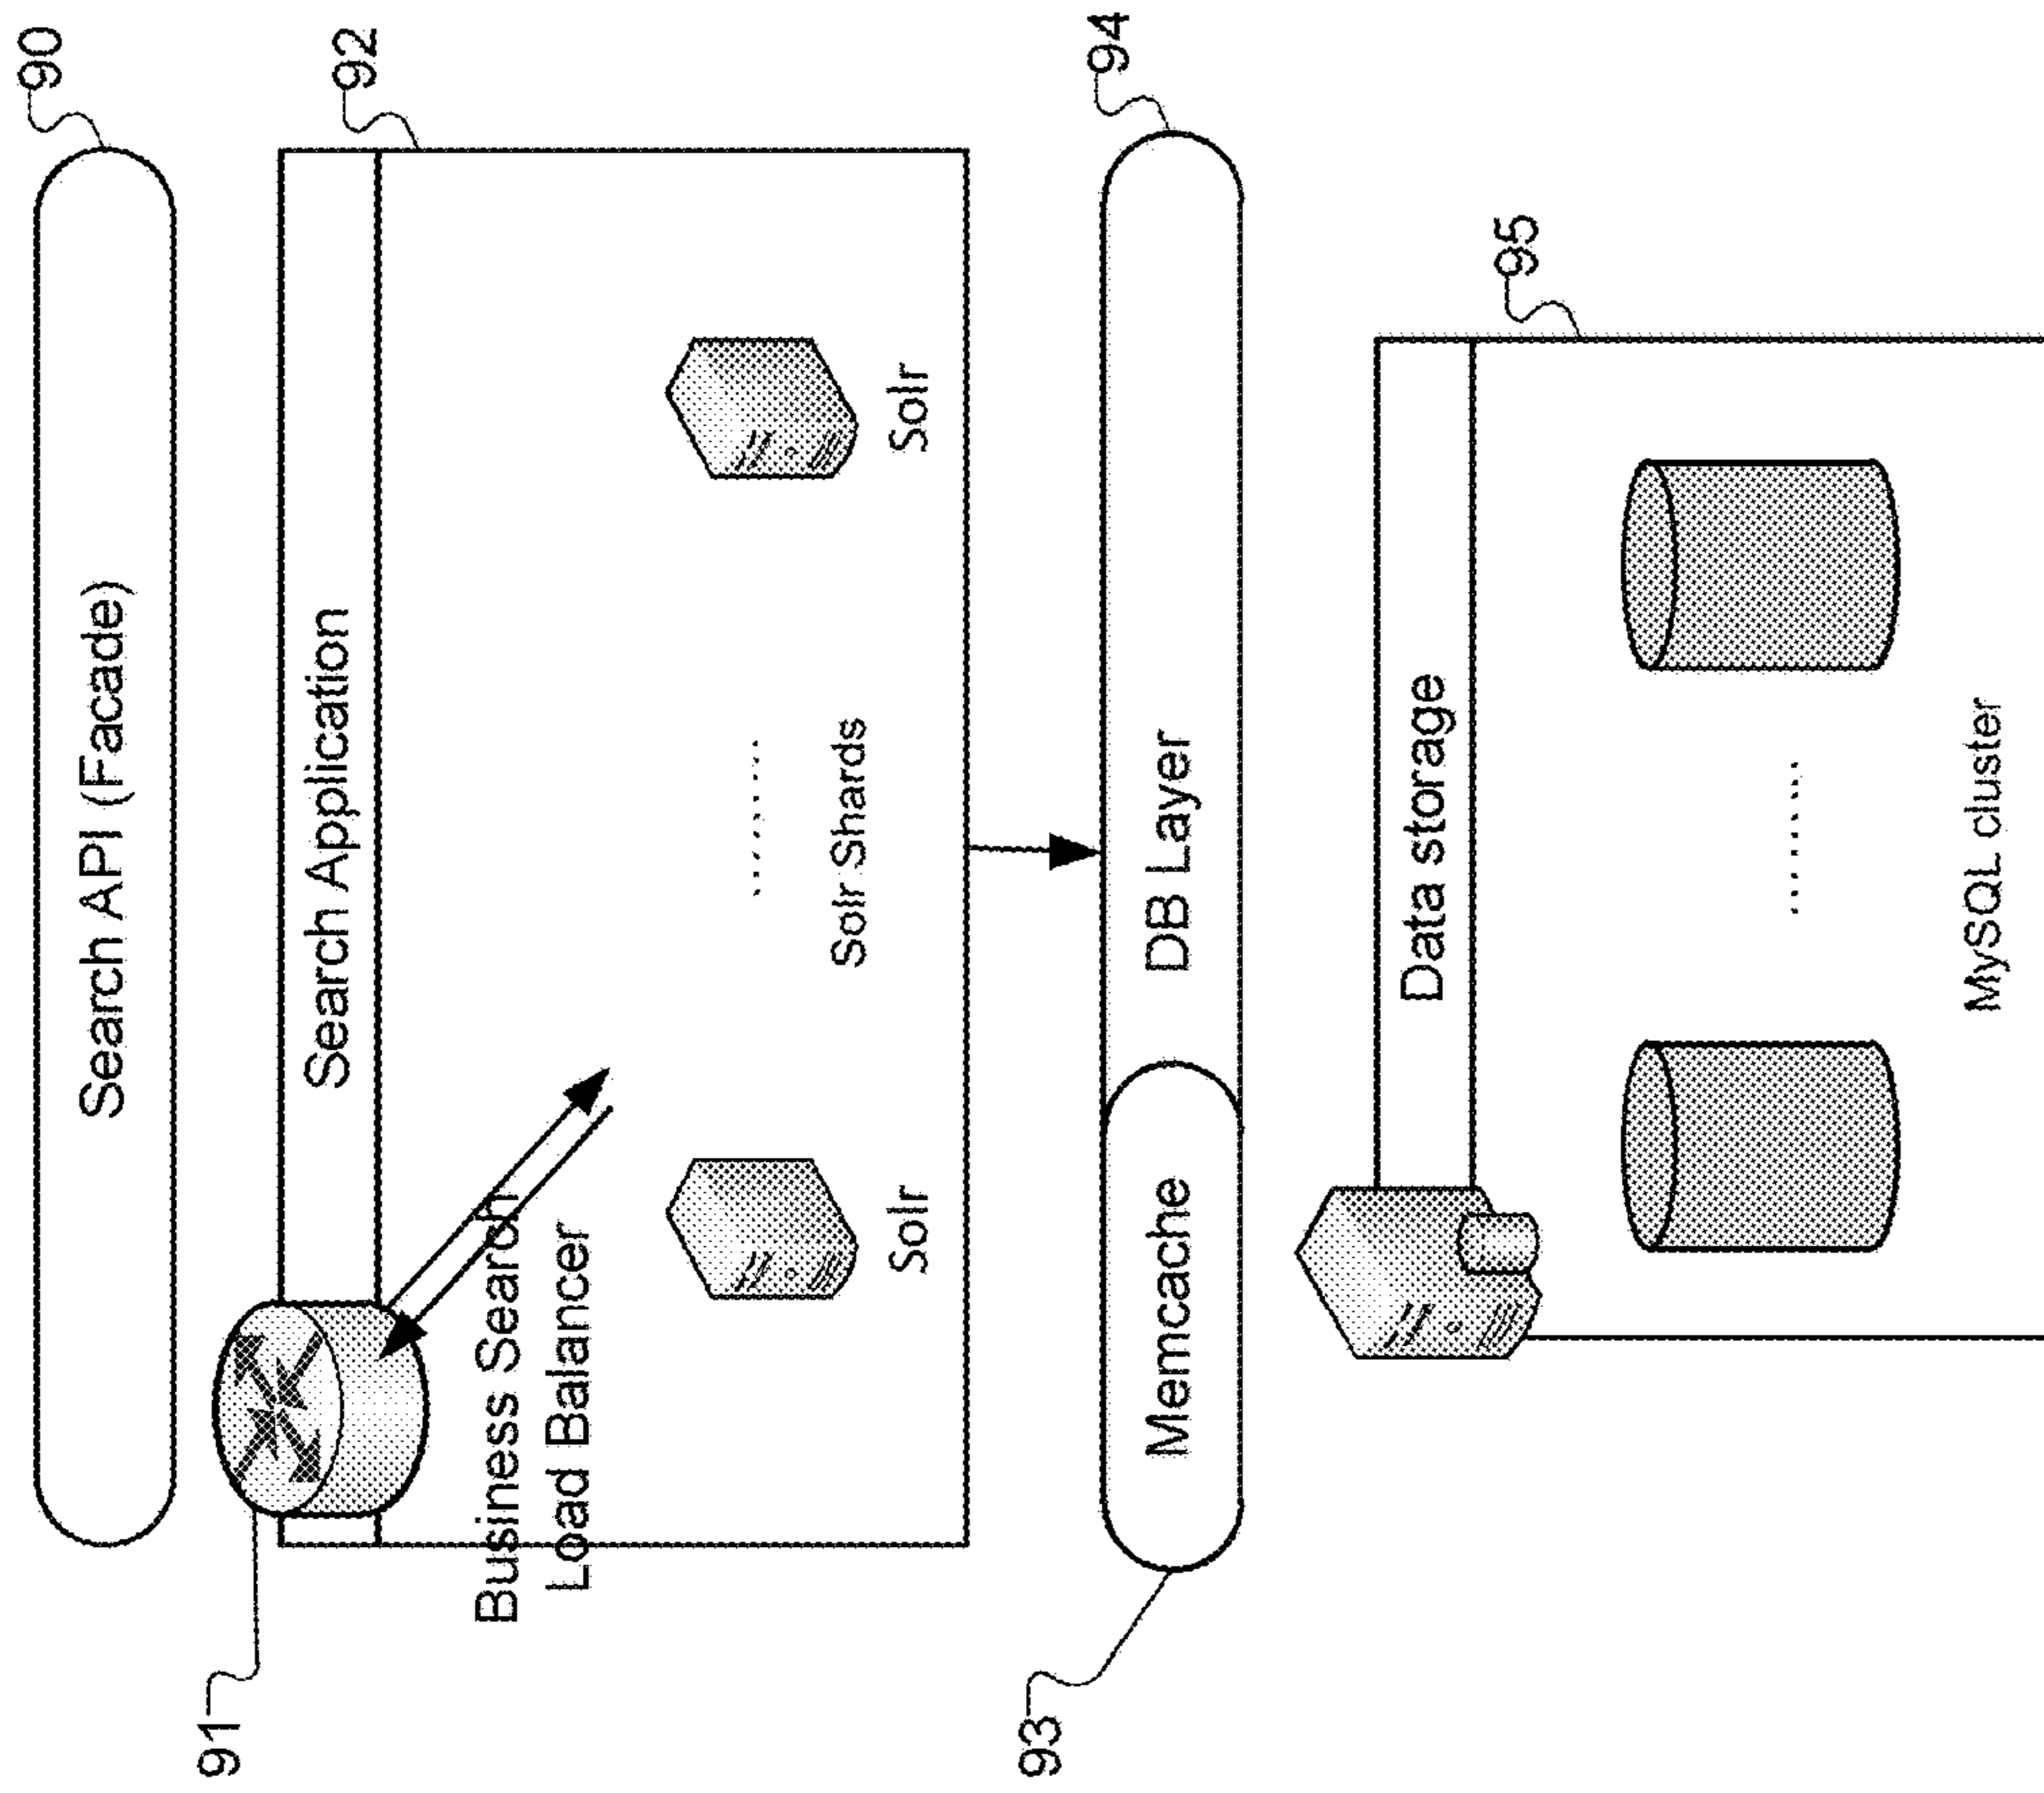 90
Search API (Facade)
91
92
Search Application
Business Search
Load Balancer
Solr
........
Solr Shards
Solr
93
94
Memcache
DB Layer
95
Data storage
........
MySQL cluster